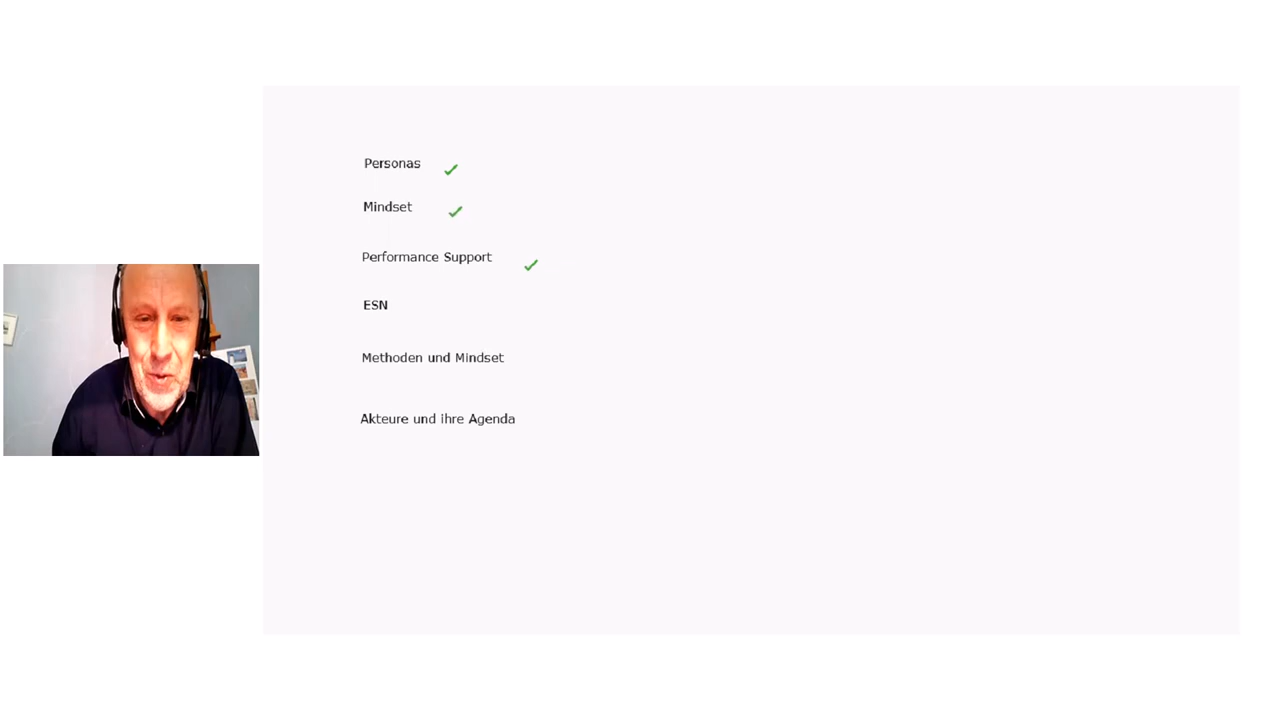 Personas
Mindset
Performance Support
ESN
Methoden und Mindset
Akteure und ihre Agenda